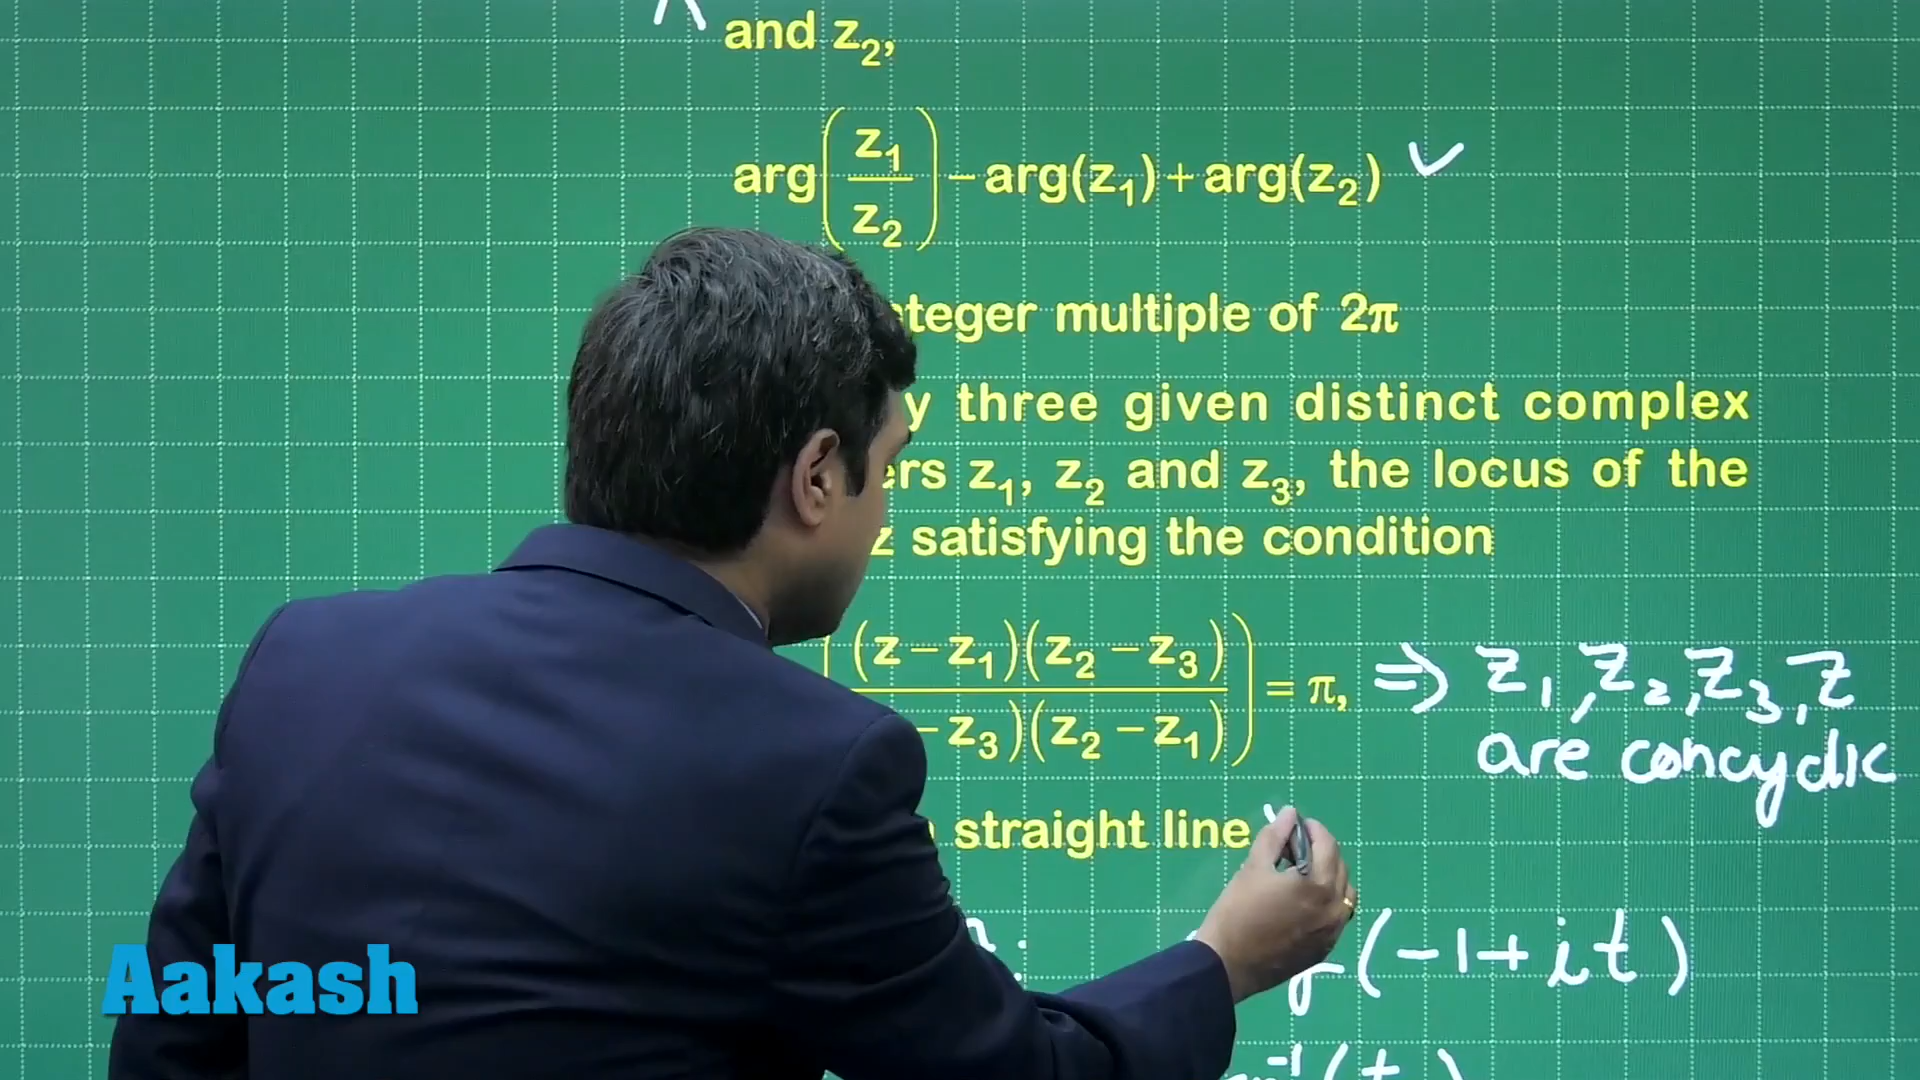 and z₂,
arg(z₁/z₂) – arg(z₁) + arg(z₂)
multiple of 2π
three given distinct complex
z₁, z₂ and z₃, the locus of the
z satisfying the condition
(z – z₁)(z₂ – z₃)
= π, ⇒ z₁, z₂, z₃, z
– z₃)(z₂ – z₁)
are concyclic
straight line
(-1+it)
Aakash